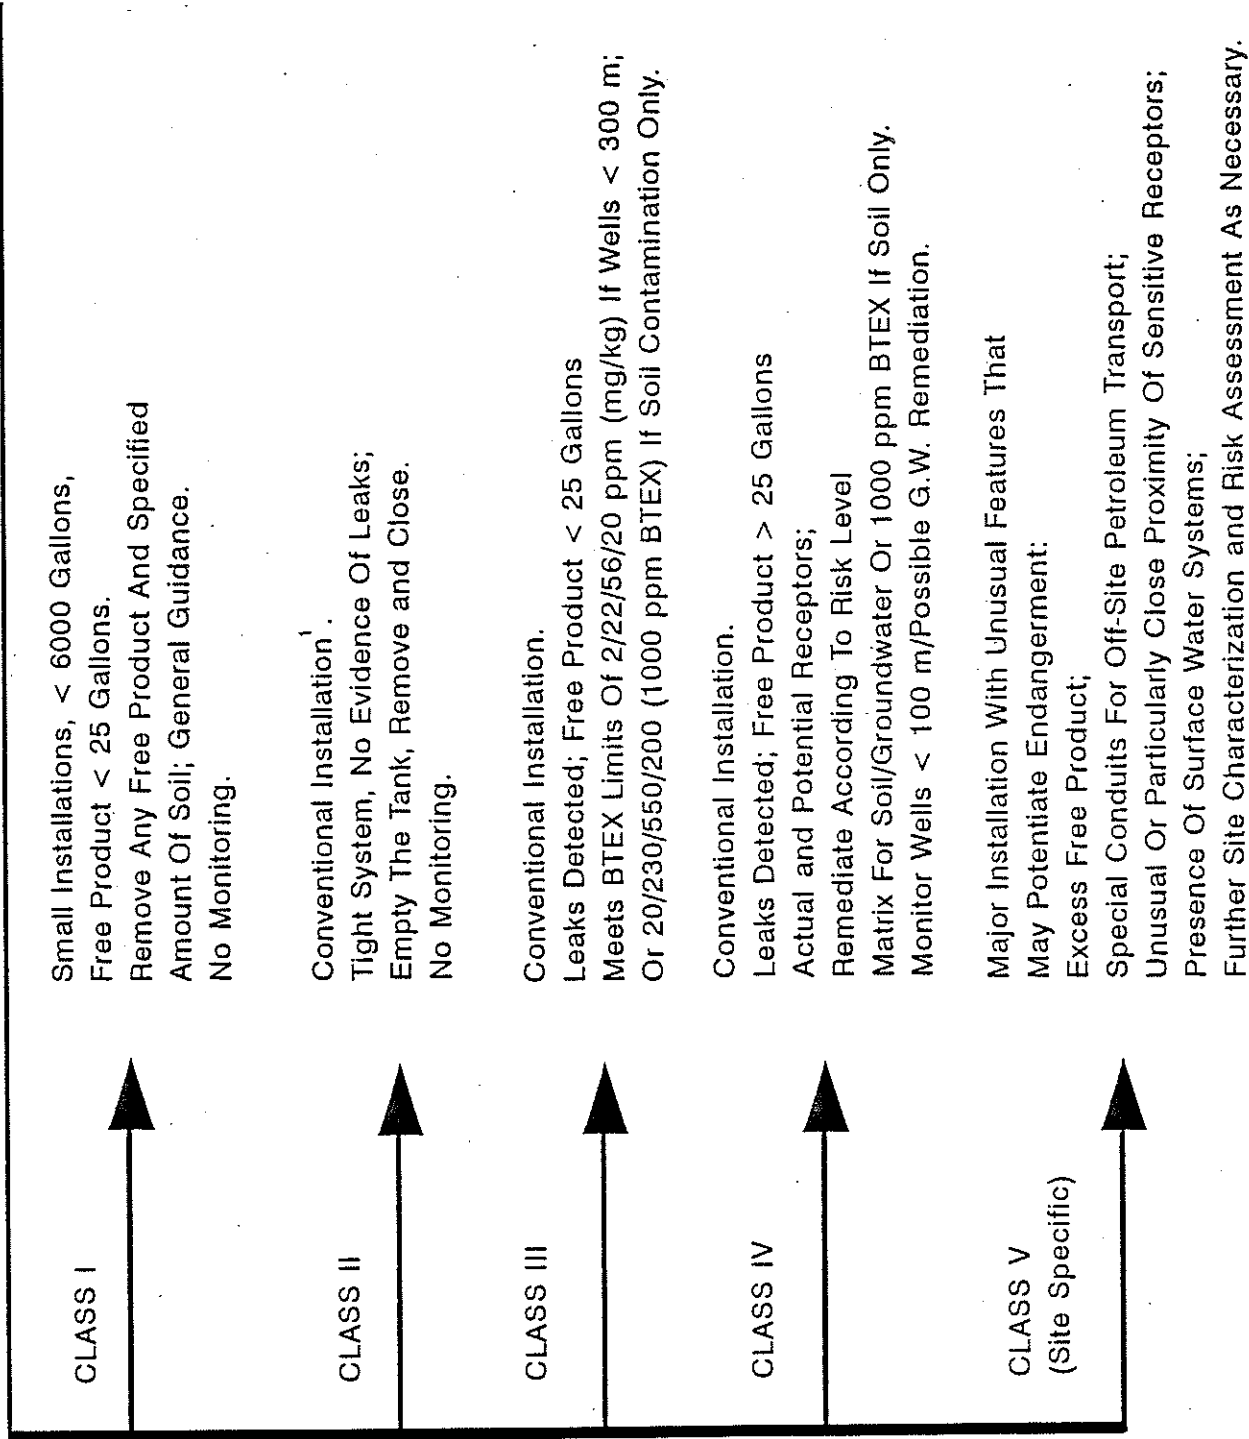 CLASS I
Small Installations, < 6000 Gallons,
Free Product < 25 Gallons.
Remove Any Free Product And Specified
Amount Of Soil; General Guidance.
No Monitoring.
CLASS II
Conventional Installation¹.
Tight System, No Evidence Of Leaks;
Empty The Tank, Remove and Close.
No Monitoring.
CLASS III
Conventional Installation.
Leaks Detected; Free Product < 25 Gallons
Meets BTEX Limits Of 2/22/56/20 ppm (mg/kg) If Wells < 300 m;
Or 20/230/550/200 (1000 ppm BTEX) If Soil Contamination Only.
CLASS IV
Conventional Installation.
Leaks Detected; Free Product > 25 Gallons
Actual and Potential Receptors;
Remediate According To Risk Level
Matrix For Soil/Groundwater Or 1000 ppm BTEX If Soil Only.
Monitor Wells < 100 m/Possible G.W. Remediation.
CLASS V
(Site Specific)
Major Installation With Unusual Features That
May Potentiate Endangerment:
Excess Free Product;
Special Conduits For Off-Site Petroleum Transport;
Unusual Or Particularly Close Proximity Of Sensitive Receptors;
Presence Of Surface Water Systems;
Further Site Characterization and Risk Assessment As Necessary.